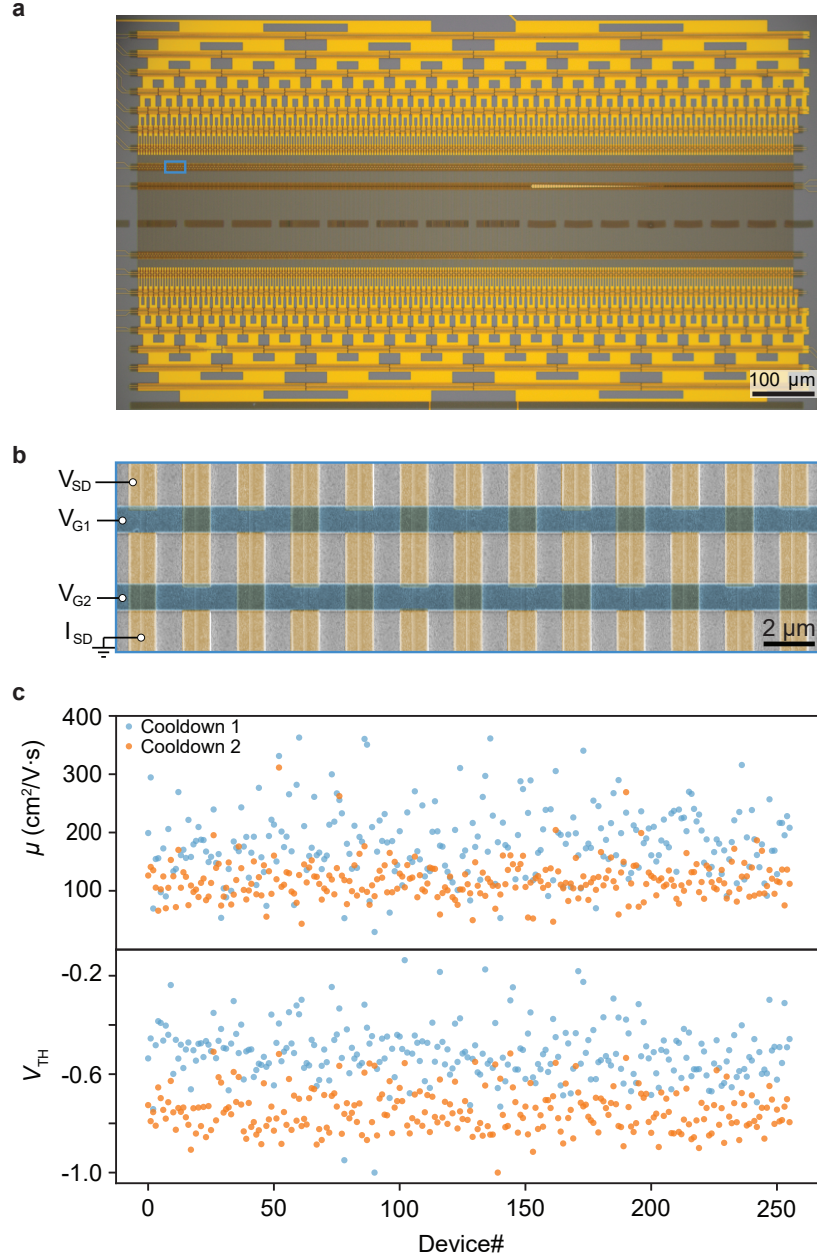 a
100 µm
b
V_SD
V_G1
V_G2
I_SD
2 µm
c
400
Cooldown 1
Cooldown 2
300
µ (cm²/V·s)
200
100
-0.2
V_TH
-0.6
-1.0
0
50
100
150
200
250
Device#